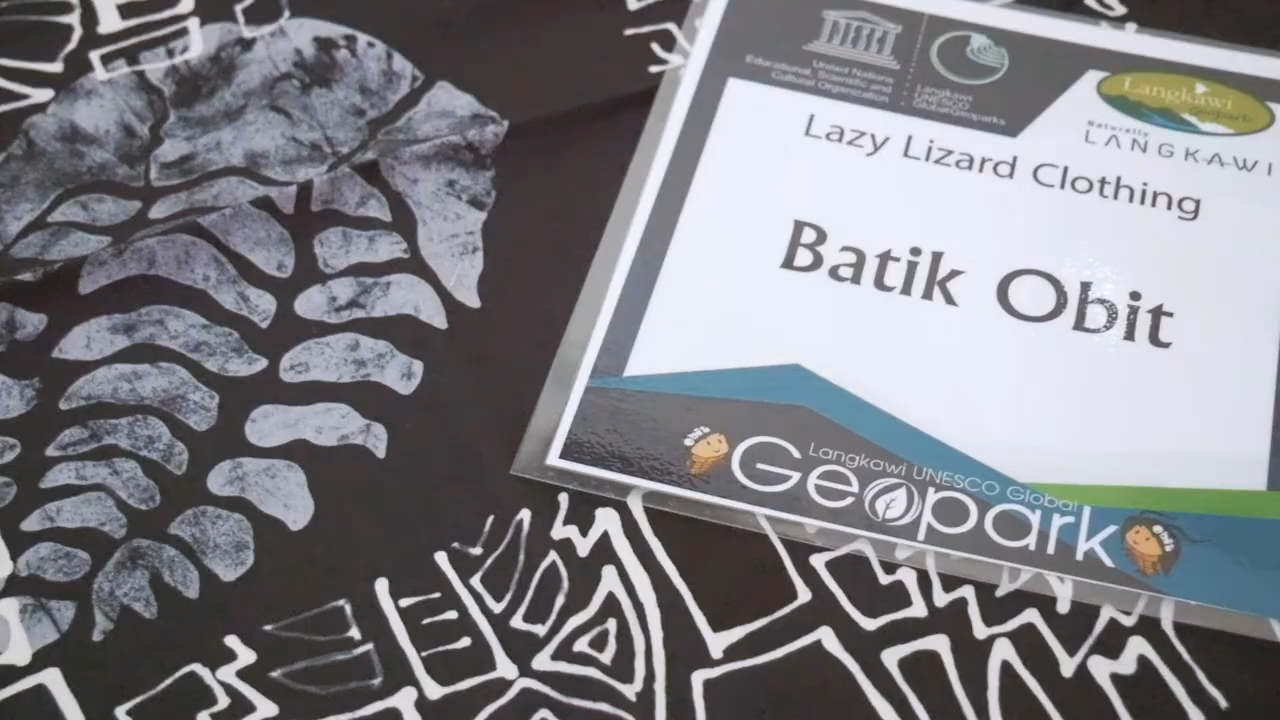 United Nations
Educational, Scientific and
Cultural Organization
Langkawi
UNESCO
Global Geoparks
Langkawi
Geopark
Naturally
LANGKAWI
Lazy Lizard Clothing
Batik Obit
Langkawi UNESCO Global
Geopark